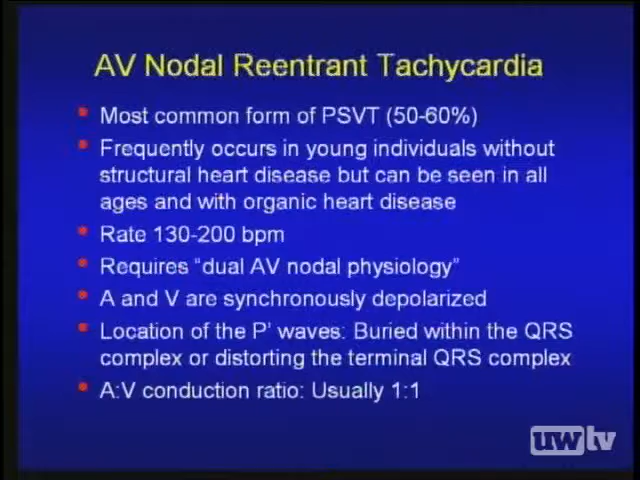 AV Nodal Reentrant Tachycardia
Most common form of PSVT (50-60%)
Frequently occurs in young individuals without
structural heart disease but can be seen in all
ages and with organic heart disease
Rate 130-200 bpm
Requires "dual AV nodal physiology"
A and V are synchronously depolarized
Location of the P' waves: Buried within the QRS
complex or distorting the terminal QRS complex
A:V conduction ratio: Usually 1:1
uwtv